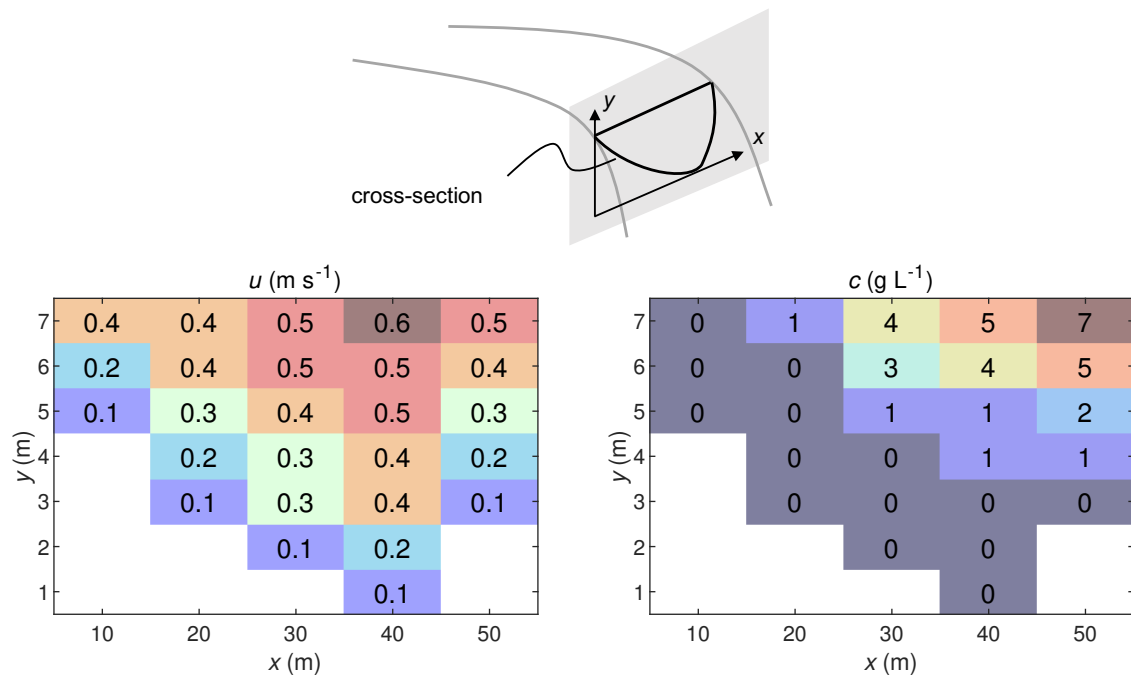 y
x
cross-section
u (m s⁻¹)
7 0.4 0.4 0.5 0.6 0.5
6 0.2 0.4 0.5 0.5 0.4
5 0.1 0.3 0.4 0.5 0.3
4 0.2 0.3 0.4 0.2
3 0.1 0.3 0.4 0.1
2 0.1 0.2
1 0.1
y (m)
10 20 30 40 50
x (m)
c (g L⁻¹)
7 0 1 4 5 7
6 0 0 3 4 5
5 0 0 1 1 2
4 0 0 1 1
3 0 0 0 0
2 0 0
1 0
y (m)
10 20 30 40 50
x (m)